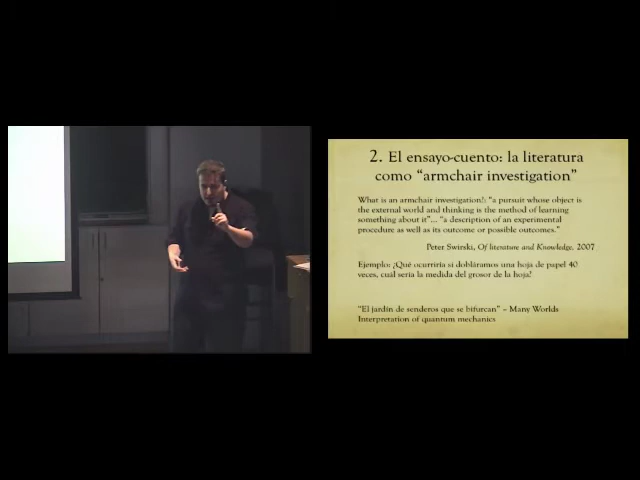 2. El ensayo-cuento: la literatura
como “armchair investigation”
What is an armchair investigation?: “a pursuit whose object is
the external world and thinking is the method of learning
something about it”... “a description of an experimental
procedure as well as its outcome or possible outcomes.”
Peter Swirski, Of literature and Knowledge, 2007
Ejemplo: ¿Qué ocurriría si dobláramos una hoja de papel 40
veces, cuál sería la medida del grosor de la hoja?
“El jardín de senderos que se bifurcan” – Many Worlds
Interpretation of quantum mechanics